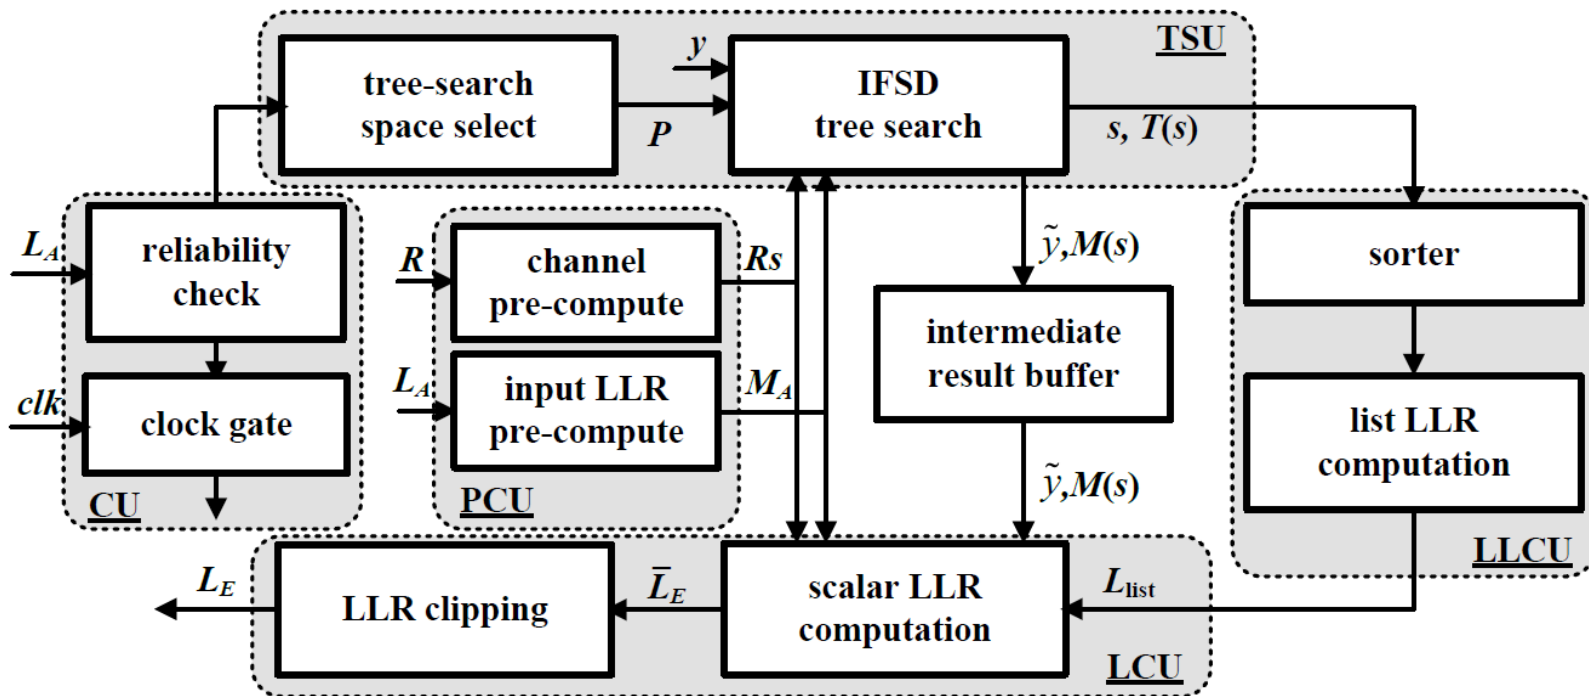 TSU
y
tree-search
space select
P
IFSD
tree search
s, T(s)
L_A
reliability
check
clk
clock gate
CU
R
channel
pre-compute
Rs
L_A
input LLR
pre-compute
M_A
PCU
ỹ,M(s)
intermediate
result buffer
ỹ,M(s)
sorter
list LLR
computation
LLCU
L_E
LLR clipping
L̅_E
scalar LLR
computation
L_list
LCU